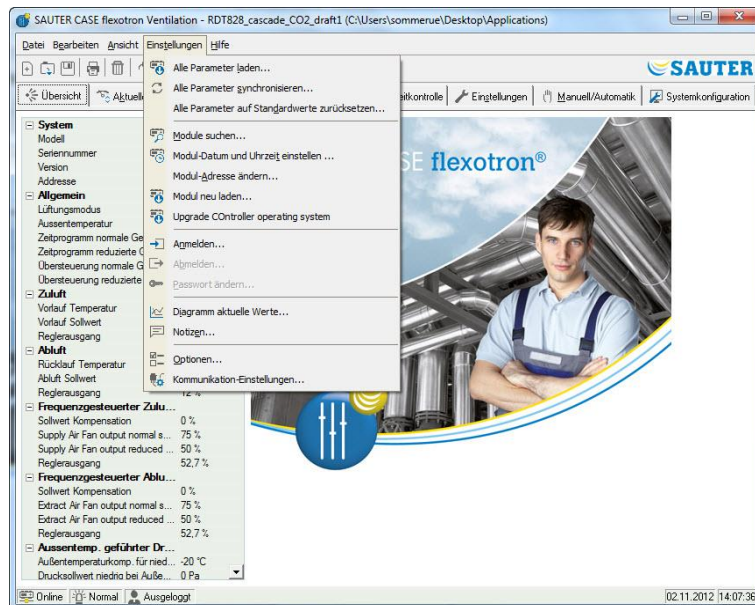 SAUTER CASE flexotron Ventilation - RDT828_cascade_CO2_draft1 (C:\Users\sommerue\Desktop\Applications)
Datei Bearbeiten Ansicht Einstellungen Hilfe
SAUTER
Übersicht
eitkontrolle Einstellungen Manuell/Automatik Systemkonfiguration
Alle Parameter laden...
Alle Parameter synchronisieren...
Alle Parameter auf Standardwerte zurücksetzen...
Module suchen...
Modul-Datum und Uhrzeit einstellen ...
Modul-Adresse ändern...
Modul neu laden...
Upgrade COntroller operating system
Anmelden...
Abmelden...
Passwort ändern...
Diagramm aktuelle Werte...
Notizen...
Optionen...
Kommunikation-Einstellungen...
SE flexotron®
System
Modell
Seriennummer
Version
Addresse
Allgemein
Lüftungsmodus
Aussentemperatur
Zeitprogramm normale Ge
Zeitprogramm reduzierte
Übersteuerung normale G
Übersteuerung reduzierte
Zuluft
Vorlauf Temperatur
Vorlauf Sollwert
Reglerausgang
Abluft
Rücklauf Temperatur
Abluft Sollwert
Reglerausgang 12 %
Frequenzgesteuerter Zulu...
Sollwert Kompensation 0 %
Supply Air Fan output normal s... 75 %
Supply Air Fan output reduced ... 50 %
Reglerausgang 52,7 %
Frequenzgesteuerter Ablu...
Sollwert Kompensation 0 %
Extract Air Fan output normal s... 75 %
Extract Air Fan output reduced ... 50 %
Reglerausgang 52,7 %
Aussentemp. geführter Dr...
Außentemperaturkomp. für nied... -20 °C
Drucksollwert niedrig bei Auße... 0 Pa
Online Normal Ausgeloggt 02.11.2012 14:07:36